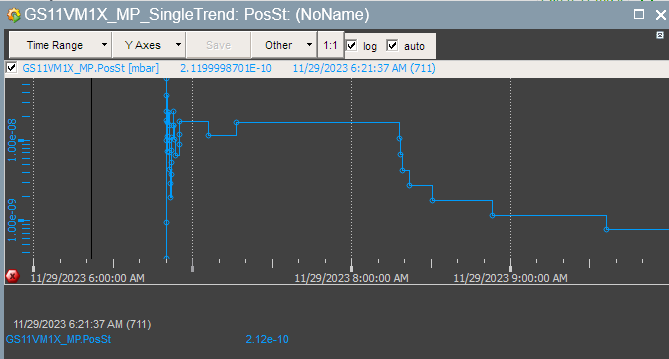 GS11VM1X_MP_SingleTrend: PosSt: (NoName)
Time Range Y Axes Save Other 1:1 log auto
GS11VM1X_MP.PosSt [mbar] 2.1199998701E-10 11/29/2023 6:21:37 AM (711)
1.00e-08
1.00e-09
11/29/2023 6:00:00 AM 11/29/2023 8:00:00 AM 11/29/2023 9:00:00 AM
11/29/2023 6:21:37 AM (711)
GS11VM1X_MP.PosSt 2.12e-10